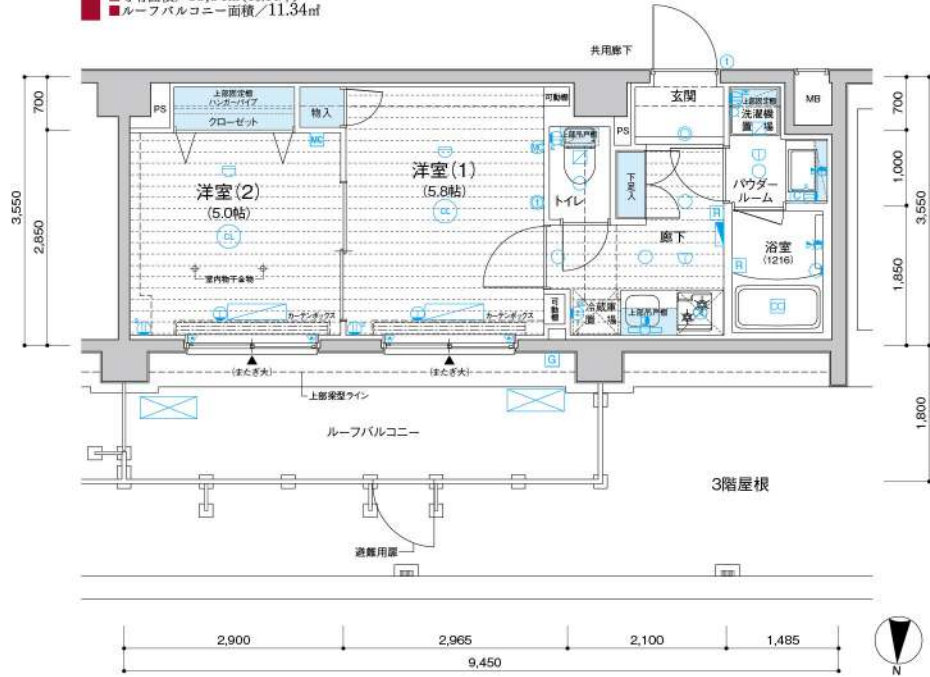 ■ルーフバルコニー面積／11.34㎡
共用廊下
700
2,850
3,550
PS
上部固定棚
ハンガーパイプ
クローゼット
物入
可動棚
PS
玄関
上部固定棚
洗濯機
置場
MB
700
1,000
1,850
3,550
1,800
MC
MC
洋室(2)
(5.0帖)
CL
洋室(1)
(5.8帖)
CL
上部吊戸棚
トイレ
下足入
パウダー
ルーム
R
廊下
浴室
(1216)
R
室内物干金物
カーテンボックス
カーテンボックス
可動棚
冷蔵庫
置場
上部吊戸棚
G
(またぎ大)
(またぎ大)
上部梁型ライン
ルーフバルコニー
3階屋根
避難用扉
2,900
2,965
2,100
1,485
9,450
N